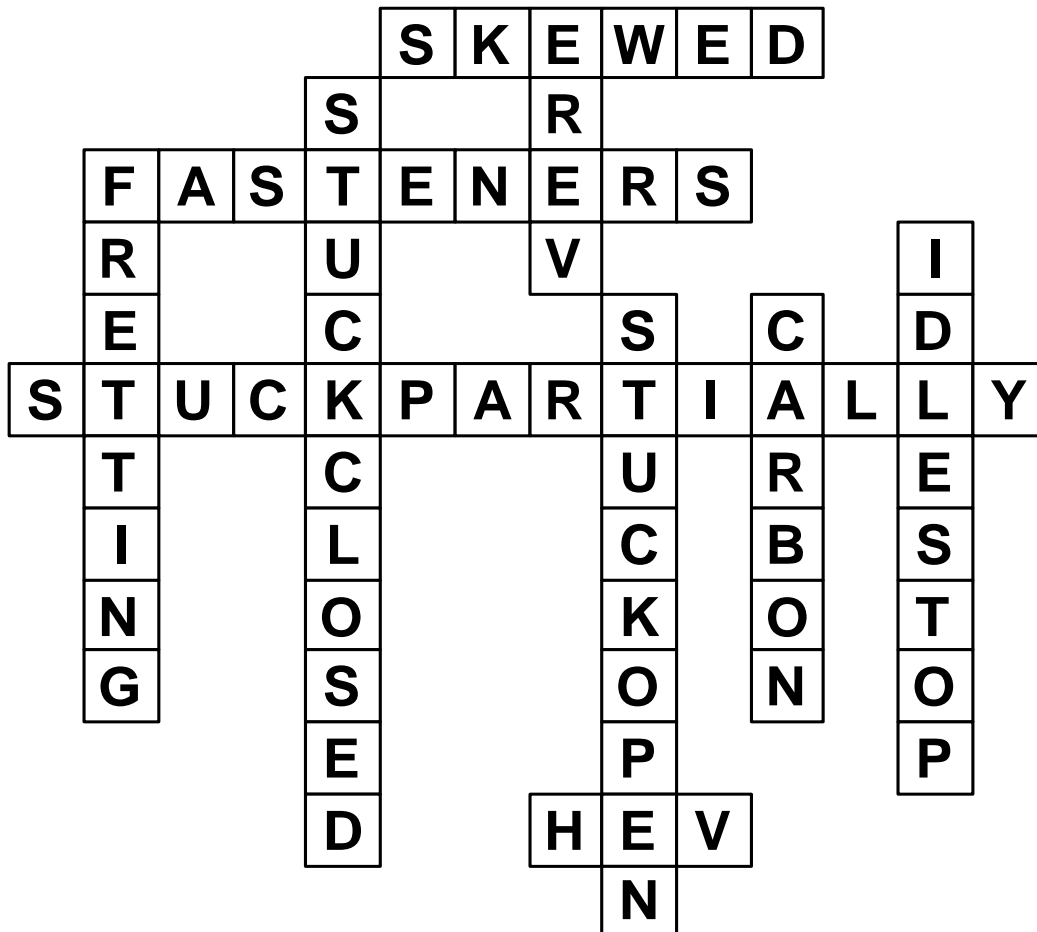 SKEWED
S R
FASTENERS
R U V I
E C S C D
STUCKPARTIALLY
T C U R E
I L C B S
N O K O T
G S O N O
E P P
D HEV
N